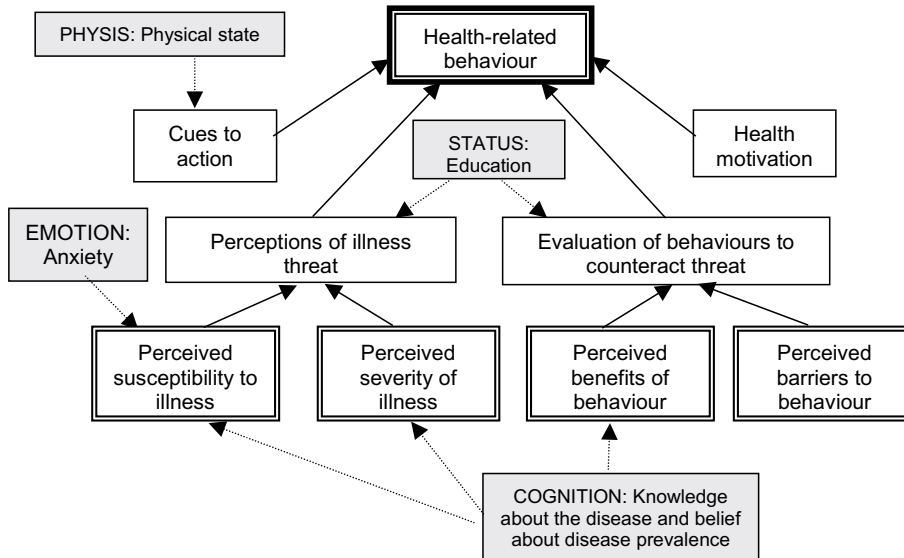 PHYSIS: Physical state
Health-related
behaviour
Cues to
action
STATUS:
Education
Health
motivation
EMOTION:
Anxiety
Perceptions of illness
threat
Evaluation of behaviours to
counteract threat
Perceived
susceptibility to
illness
Perceived
severity of
illness
Perceived
benefits of
behaviour
Perceived
barriers to
behaviour
COGNITION: Knowledge
about the disease and belief
about disease prevalence